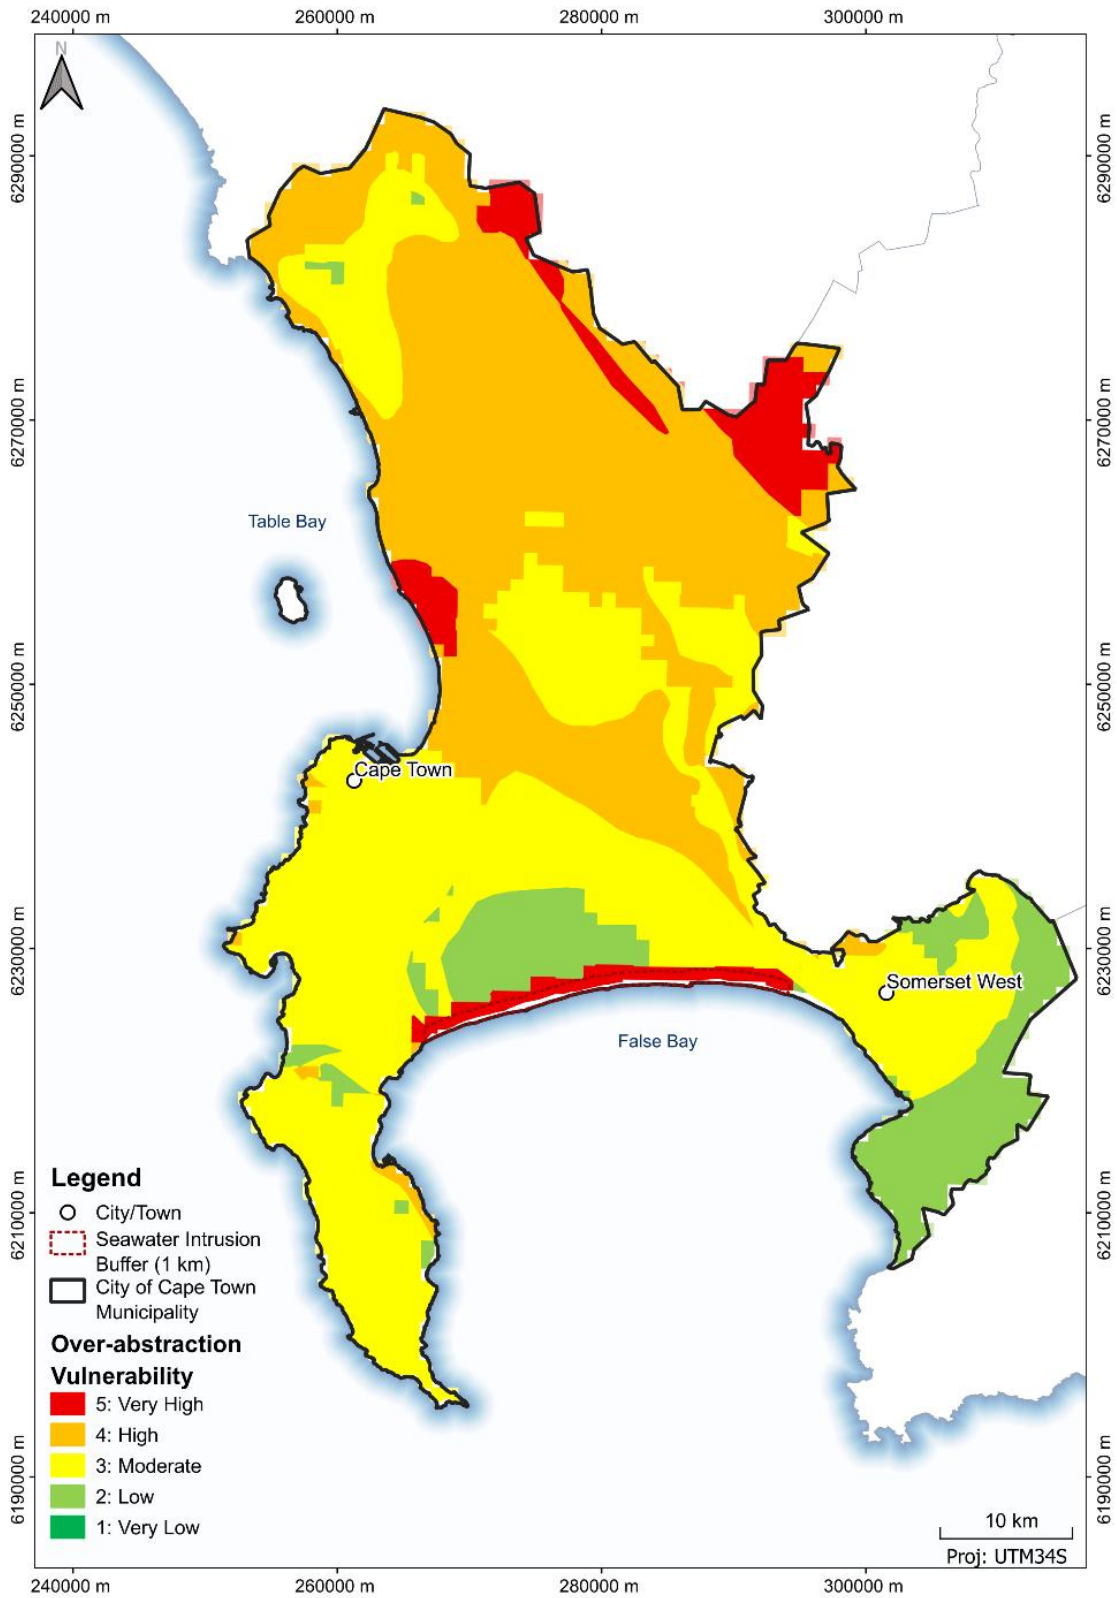 240000 m 260000 m 280000 m 300000 m
N
6290000 m 6290000 m
6270000 m 6270000 m
Table Bay
6250000 m 6250000 m
Cape Town
6230000 m 6230000 m
Somerset West
False Bay
Legend
City/Town
6210000 m 6210000 m
Seawater Intrusion
Buffer (1 km)
City of Cape Town
Municipality
Over-abstraction
Vulnerability
5: Very High
4: High
3: Moderate
2: Low
1: Very Low
6190000 m 6190000 m
10 km
Proj: UTM34S
240000 m 260000 m 280000 m 300000 m